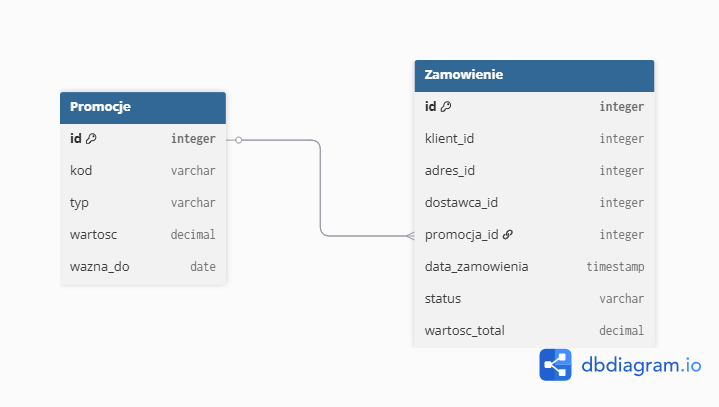 Promocje
id integer
kod varchar
typ varchar
wartosc decimal
wazna_do date
Zamowienie
id integer
klient_id integer
adres_id integer
dostawca_id integer
promocja_id integer
data_zamowienia timestamp
status varchar
wartosc_total decimal
dbdiagram.io